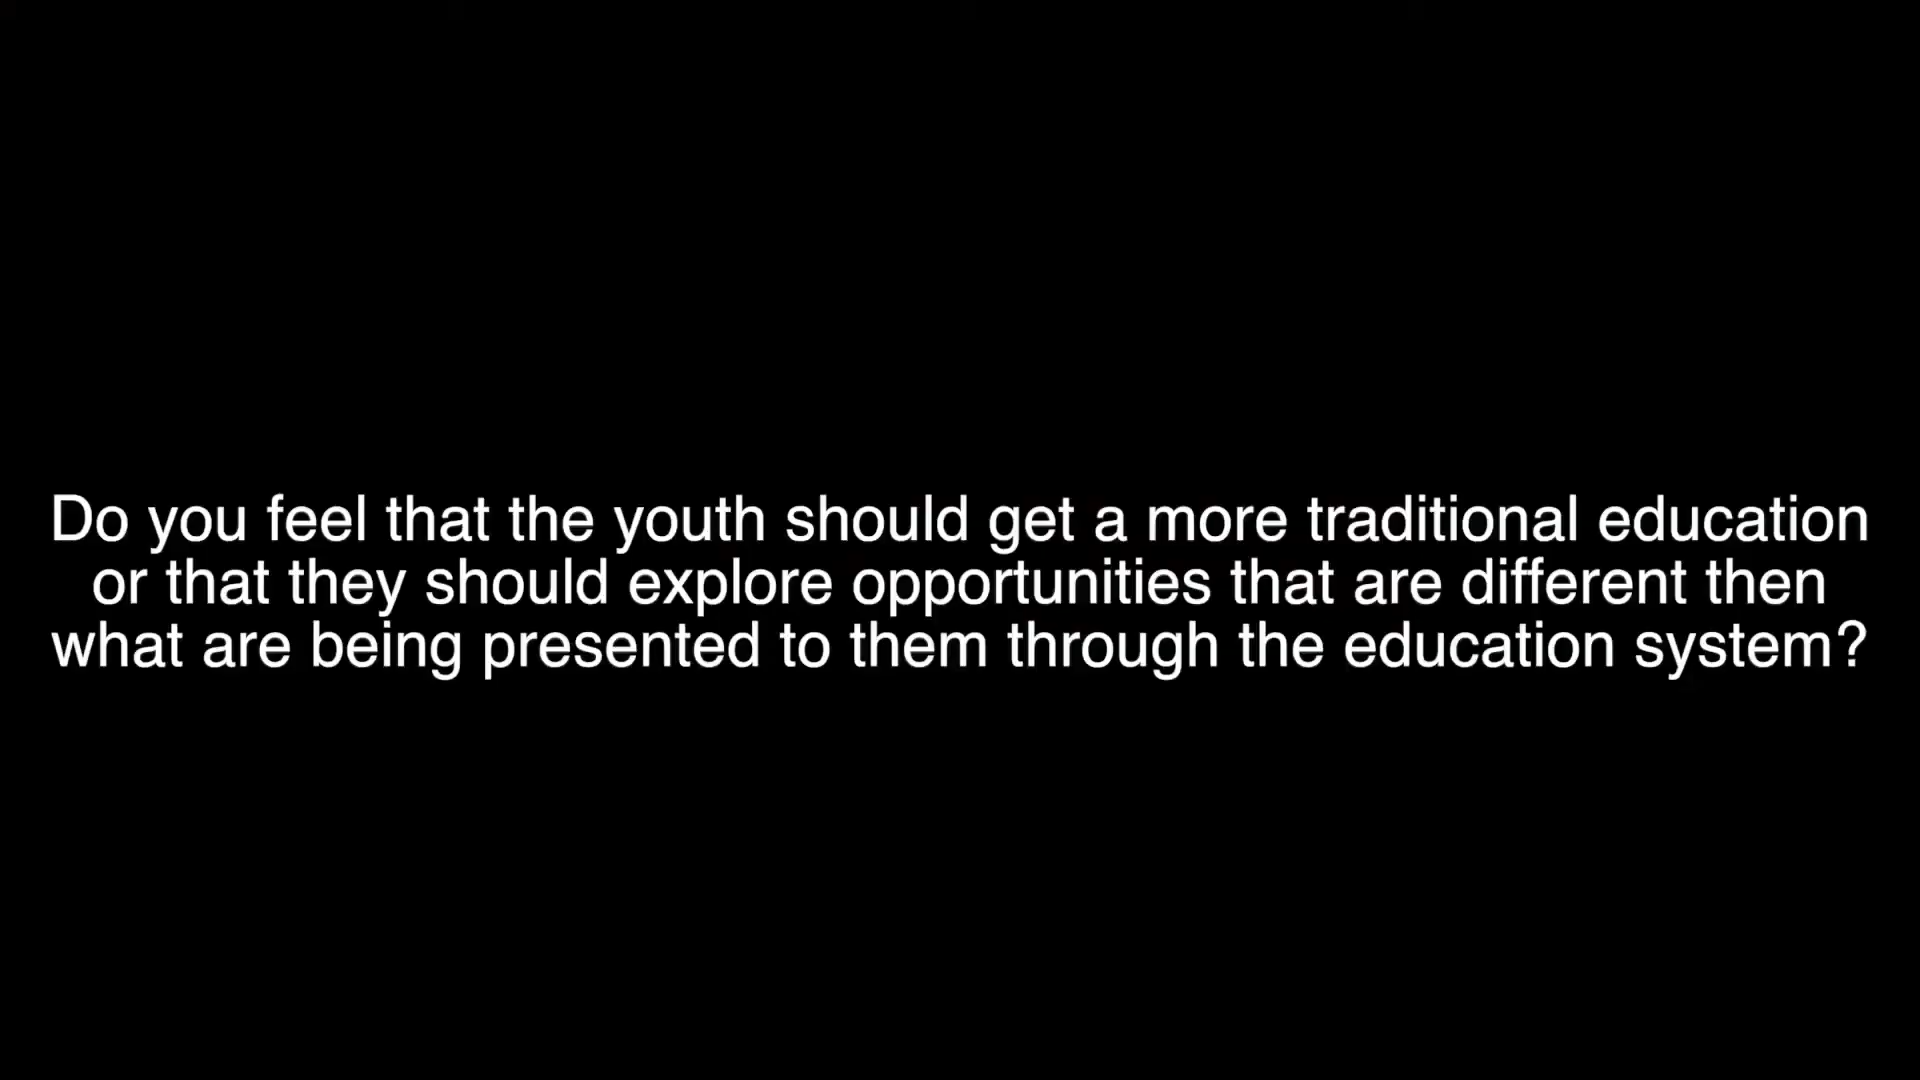 Do you feel that the youth should get a more traditional education
or that they should explore opportunities that are different then
what are being presented to them through the education system?